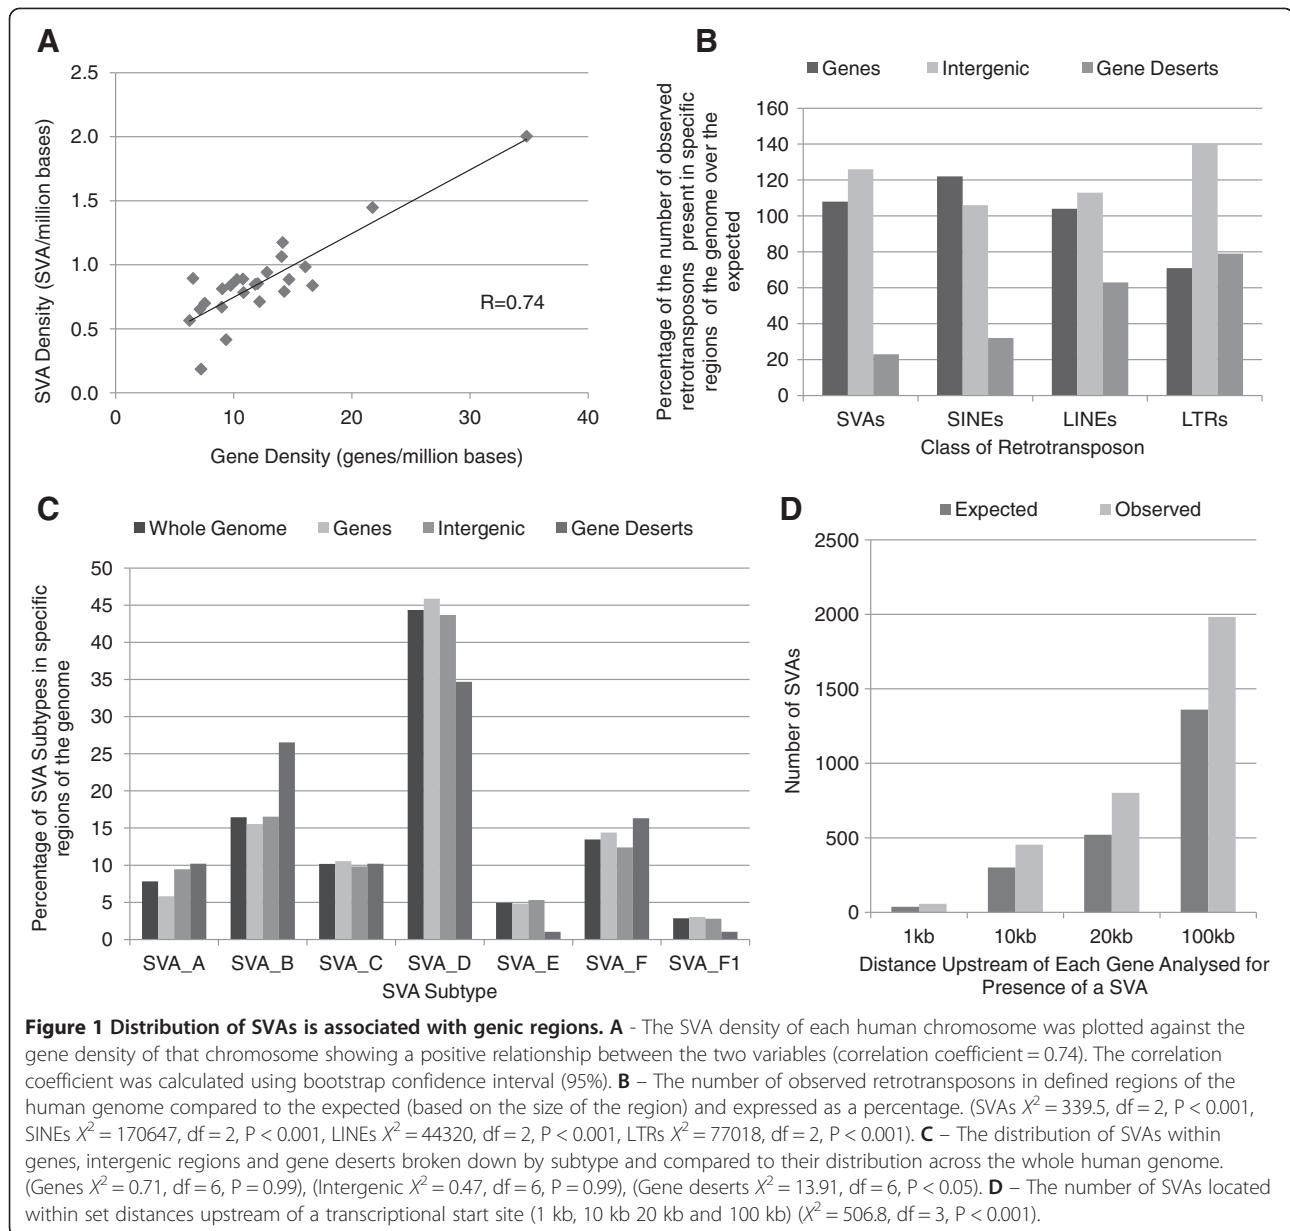 A
2.5
2.0
1.5
1.0
0.5
0.0
0
10
20
30
40
R=0.74
SVA Density (SVA/million bases)
Gene Density (genes/million bases)
B
Genes
Intergenic
Gene Deserts
Percentage of the number of observed
retrotransposons present in specific
regions of the genome over the
expected
160
140
120
100
80
60
40
20
0
SVAs
SINEs
LINEs
LTRs
Class of Retrotransposon
C
Whole Genome
Genes
Intergenic
Gene Deserts
Percentage of SVA Subtypes in specific
regions of the genome
50
45
40
35
30
25
20
15
10
5
0
SVA_A
SVA_B
SVA_C
SVA_D
SVA_E
SVA_F
SVA_F1
SVA Subtype
D
Expected
Observed
Number of SVAs
2500
2000
1500
1000
500
0
1kb
10kb
20kb
100kb
Distance Upstream of Each Gene Analysed for
Presence of a SVA
Figure 1 Distribution of SVAs is associated with genic regions. A - The SVA density of each human chromosome was plotted against the
gene density of that chromosome showing a positive relationship between the two variables (correlation coefficient = 0.74). The correlation
coefficient was calculated using bootstrap confidence interval (95%). B – The number of observed retrotransposons in defined regions of the
human genome compared to the expected (based on the size of the region) and expressed as a percentage. (SVAs X² = 339.5, df = 2, P < 0.001,
SINEs X² = 170647, df = 2, P < 0.001, LINEs X² = 44320, df = 2, P < 0.001, LTRs X² = 77018, df = 2, P < 0.001). C – The distribution of SVAs within
genes, intergenic regions and gene deserts broken down by subtype and compared to their distribution across the whole human genome.
(Genes X² = 0.71, df = 6, P = 0.99), (Intergenic X² = 0.47, df = 6, P = 0.99), (Gene deserts X² = 13.91, df = 6, P < 0.05). D – The number of SVAs located
within set distances upstream of a transcriptional start site (1 kb, 10 kb 20 kb and 100 kb) (X² = 506.8, df = 3, P < 0.001).